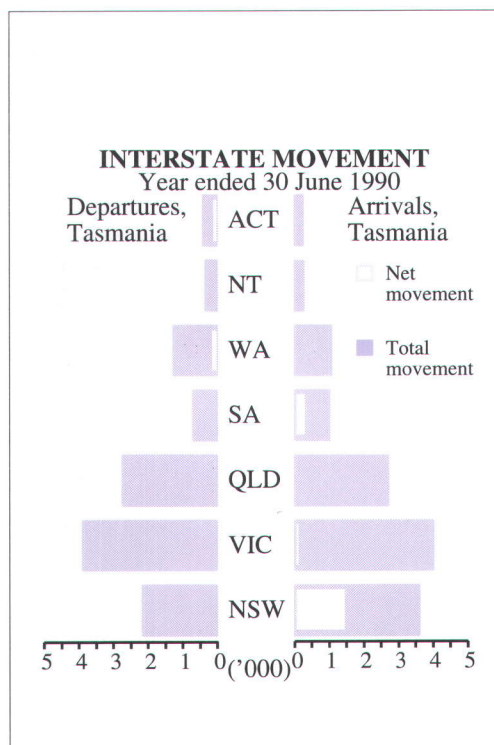 INTERSTATE MOVEMENT
Year ended 30 June 1990
Departures,
Tasmania
Arrivals,
Tasmania
ACT
NT
WA
SA
QLD
VIC
NSW
Net
movement
Total
movement
5 4 3 2 1 0 ('000) 0 1 2 3 4 5